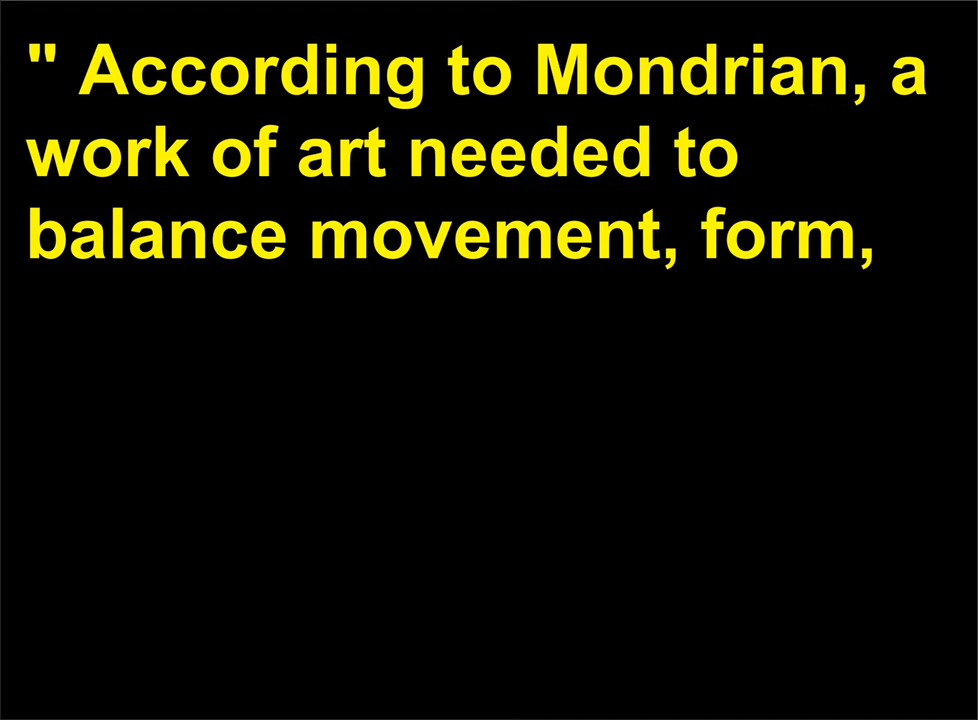 " According to Mondrian, a
work of art needed to
balance movement, form,